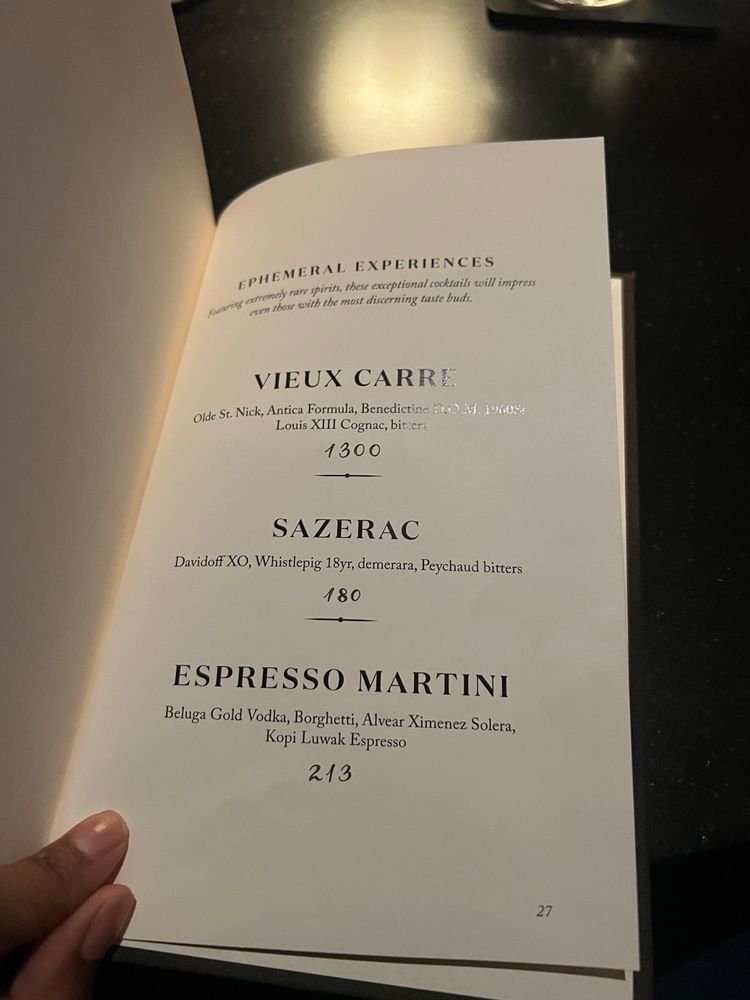 EPHEMERAL EXPERIENCES
Featuring extremely rare spirits, these exceptional cocktails will impress
even those with the most discerning taste buds.
VIEUX CARRE
Olde St. Nick, Antica Formula, Benedictine D.O.M. 1960s,
Louis XIII Cognac, bitters
1300
SAZERAC
Davidoff XO, Whistlepig 18yr, demerara, Peychaud bitters
180
ESPRESSO MARTINI
Beluga Gold Vodka, Borghetti, Alvear Ximenez Solera,
Kopi Luwak Espresso
213
27